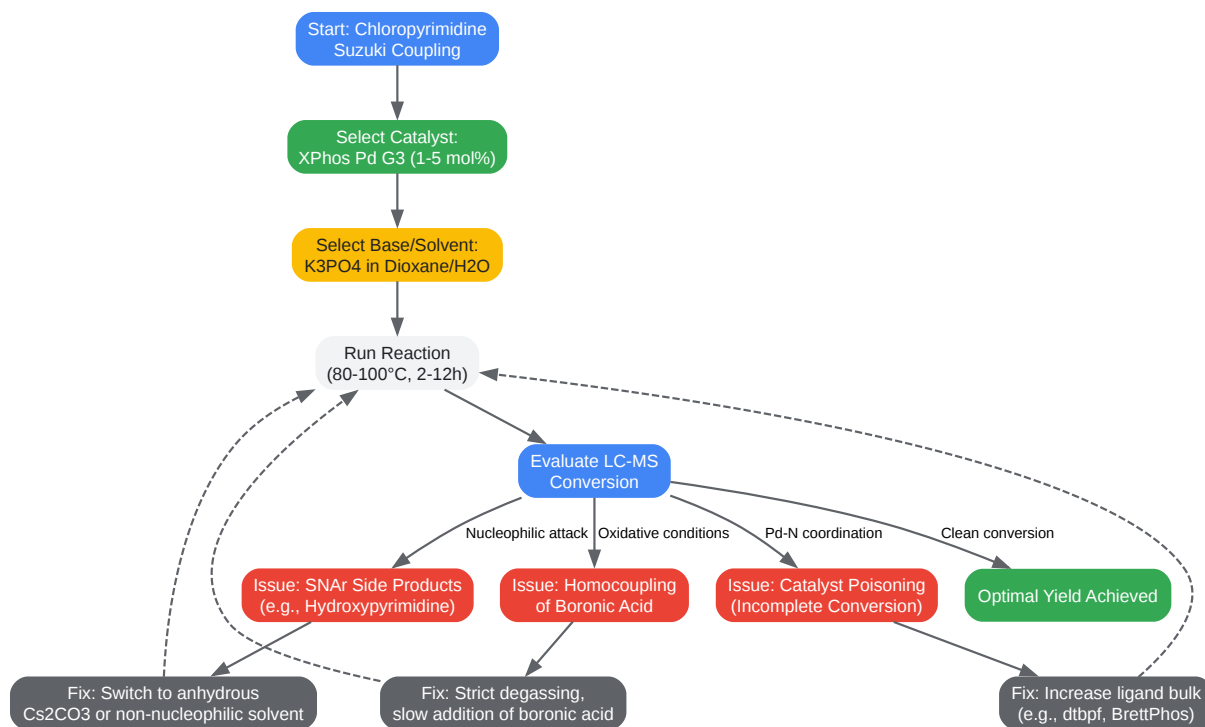 Start: Chloropyrimidine
Suzuki Coupling
Select Catalyst:
XPhos Pd G3 (1-5 mol%)
Select Base/Solvent:
K3PO4 in Dioxane/H2O
Run Reaction
(80-100°C, 2-12h)
Evaluate LC-MS
Conversion
Nucleophilic attack
Oxidative conditions
Pd-N coordination
Clean conversion
Issue: SNAr Side Products
(e.g., Hydroxypyrimidine)
Issue: Homocoupling
of Boronic Acid
Issue: Catalyst Poisoning
(Incomplete Conversion)
Optimal Yield Achieved
Fix: Switch to anhydrous
Cs2CO3 or non-nucleophilic solvent
Fix: Strict degassing,
slow addition of boronic acid
Fix: Increase ligand bulk
(e.g., dtbpf, BrettPhos)